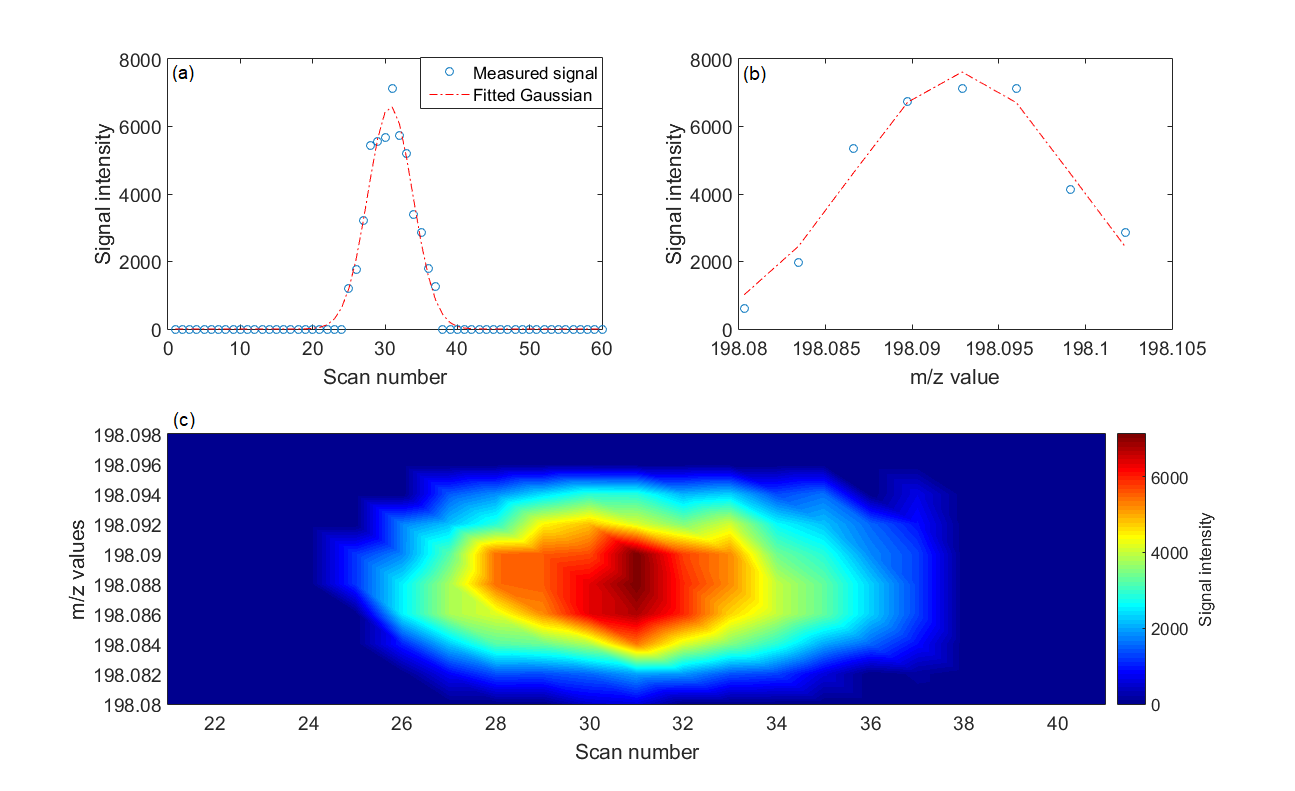 (a)
8000
6000
4000
2000
0
Signal intensity
Measured signal
Fitted Gaussian
0 10 20 30 40 50 60
Scan number
(b)
8000
6000
4000
2000
0
Signal intensity
198.08 198.085 198.09 198.095 198.1 198.105
m/z value
(c)
198.098
198.096
198.094
198.092
198.09
198.088
198.086
198.084
198.082
198.08
m/z values
22 24 26 28 30 32 34 36 38 40
Scan number
6000
4000
2000
0
Signal intensity